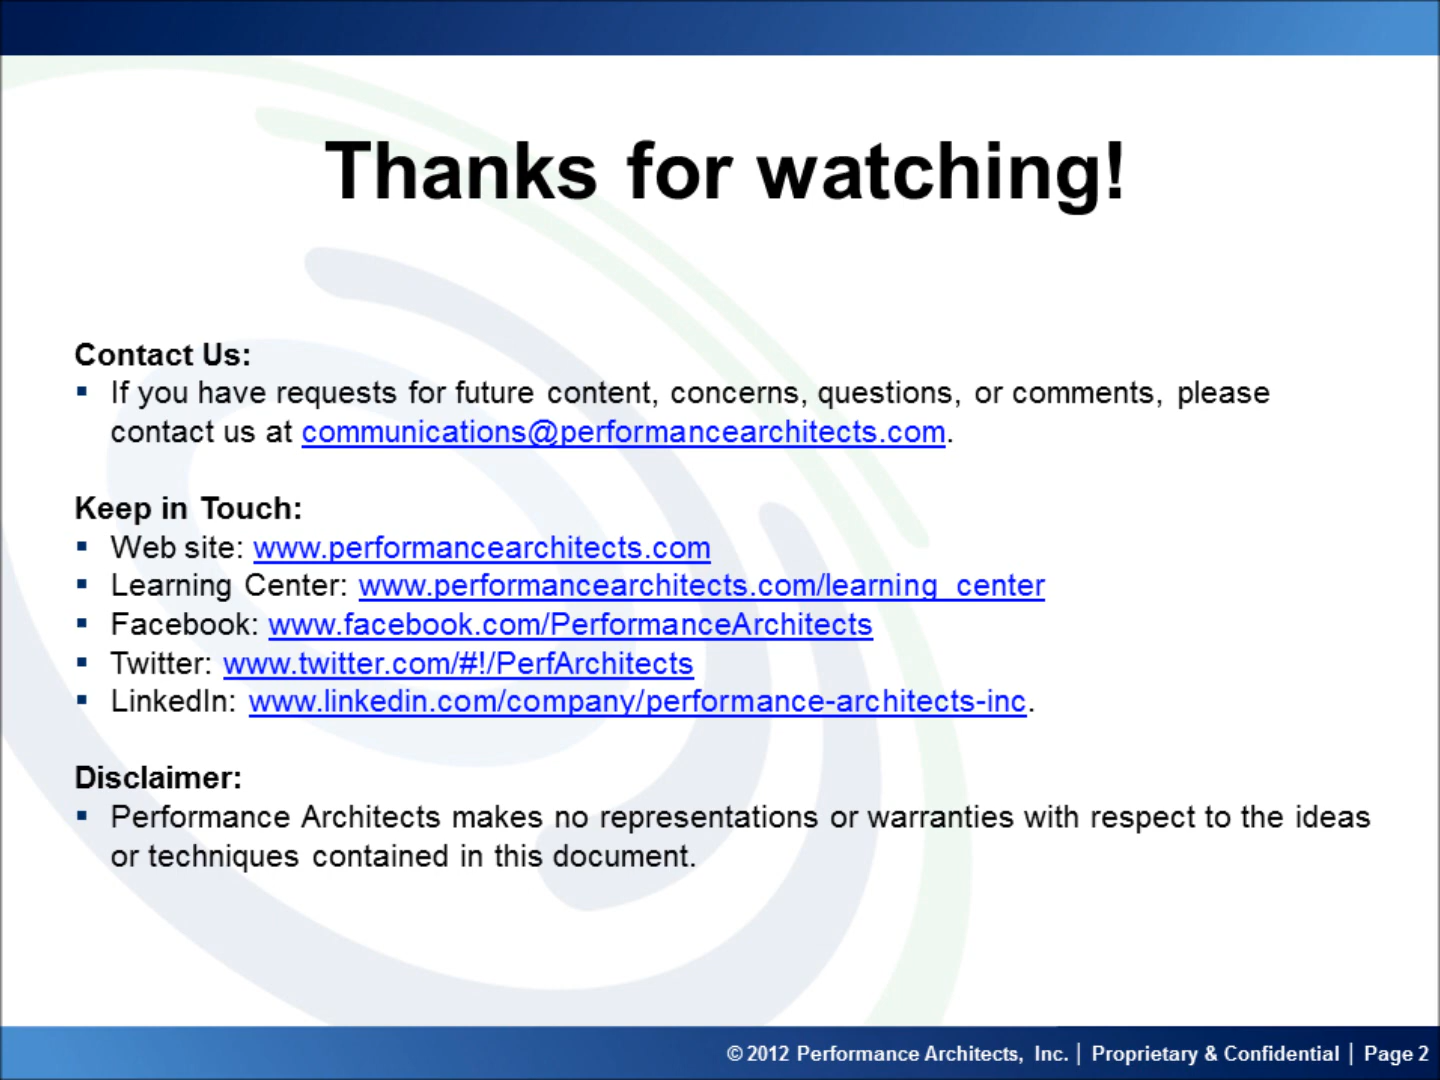 Thanks for watching!
Contact Us:
▪ If you have requests for future content, concerns, questions, or comments, please
contact us at communications@performancearchitects.com.
Keep in Touch:
▪ Web site: www.performancearchitects.com
▪ Learning Center: www.performancearchitects.com/learning_center
▪ Facebook: www.facebook.com/PerformanceArchitects
▪ Twitter: www.twitter.com/#!/PerfArchitects
▪ LinkedIn: www.linkedin.com/company/performance-architects-inc.
Disclaimer:
▪ Performance Architects makes no representations or warranties with respect to the ideas
or techniques contained in this document.
© 2012 Performance Architects, Inc. │ Proprietary & Confidential │ Page 2